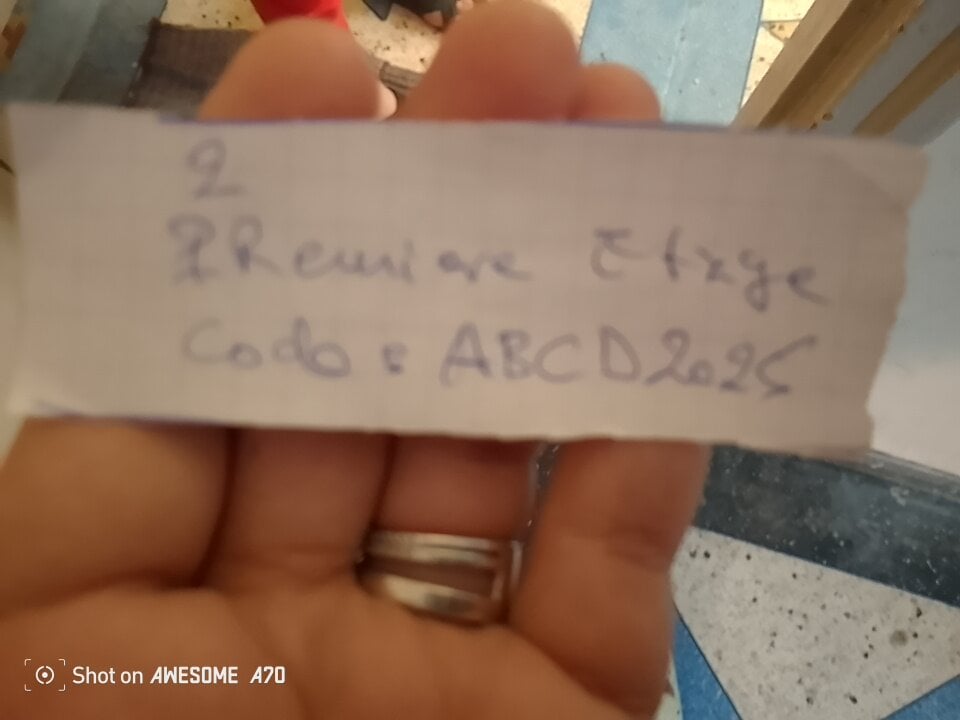 2
PRemiere Etage
Code : ABCD2025
Shot on AWESOME A70